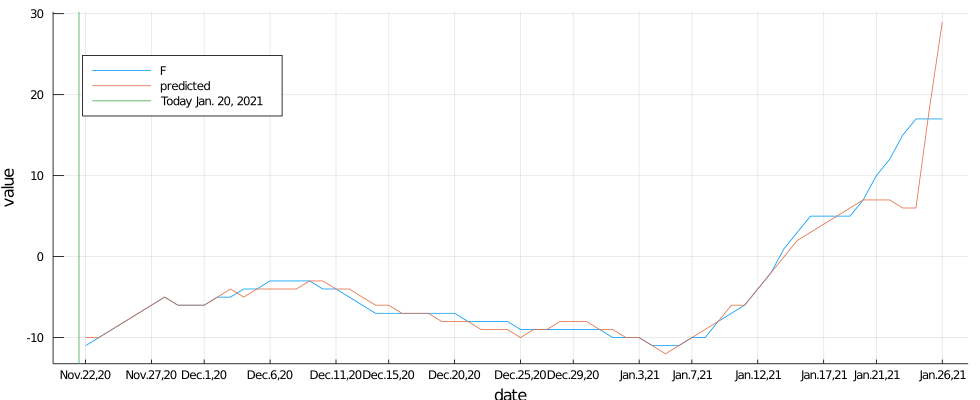 30
20
10
0
-10
value
F
predicted
Today Jan. 20, 2021
Nov.22,20 Nov.27,20 Dec.1,20 Dec.6,20 Dec.11,20 Dec.15,20 Dec.20,20 Dec.25,20 Dec.29,20 Jan.3,21 Jan.7,21 Jan.12,21 Jan.17,21 Jan.21,21 Jan.26,21
date